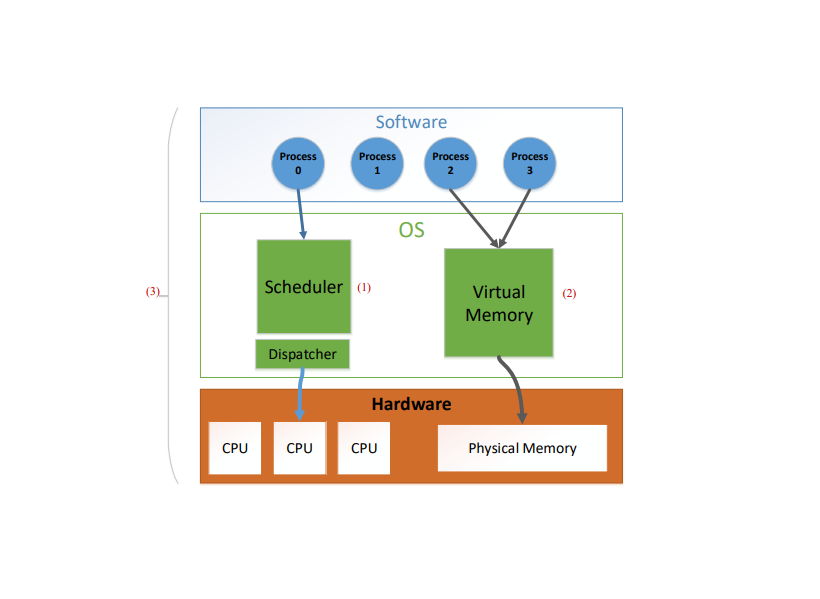 Software
Process
0
Process
1
Process
2
Process
3
OS
Scheduler
(1)
Virtual
Memory
(2)
(3)
Dispatcher
Hardware
CPU
CPU
CPU
Physical Memory